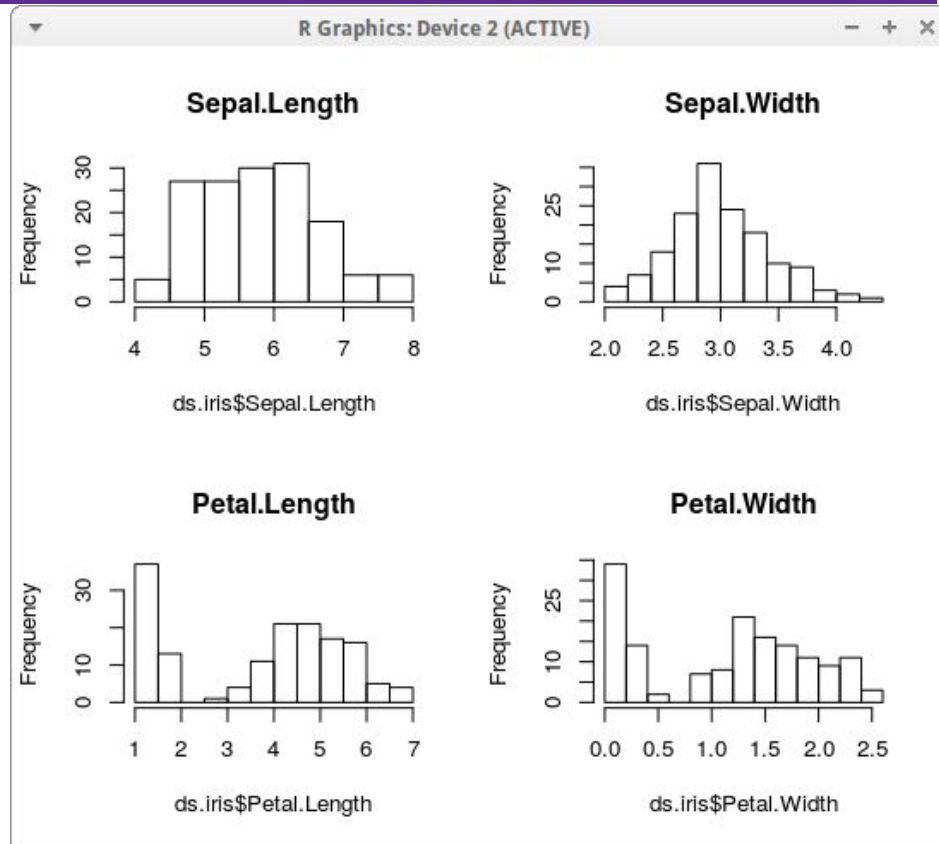 R Graphics: Device 2 (ACTIVE)
Sepal.Length
Frequency
0 10 20 30
4 5 6 7 8
ds.iris$Sepal.Length
Sepal.Width
Frequency
0 10 25
2.0 2.5 3.0 3.5 4.0
ds.iris$Sepal.Width
Petal.Length
Frequency
0 10 30
1 2 3 4 5 6 7
ds.iris$Petal.Length
Petal.Width
Frequency
0 10 25
0.0 0.5 1.0 1.5 2.0 2.5
ds.iris$Petal.Width